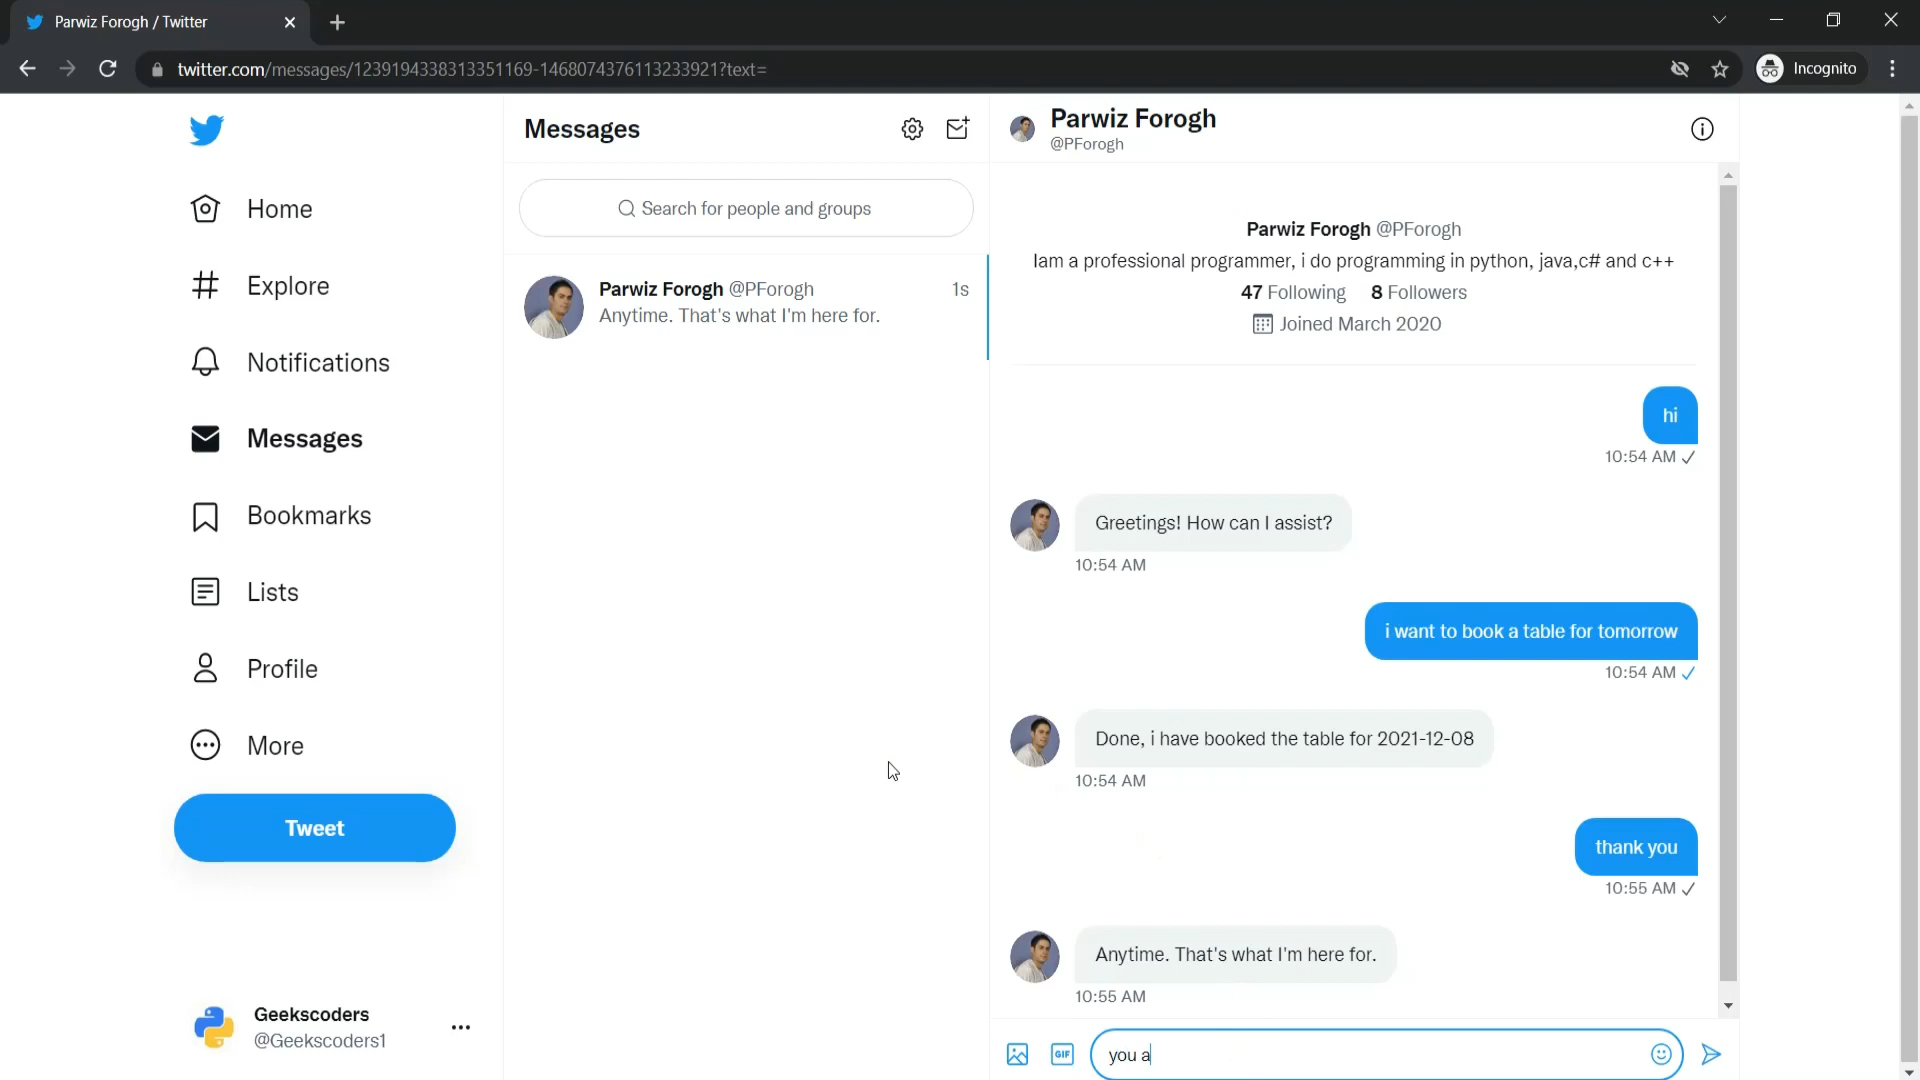 Parwiz Forogh / Twitter
twitter.com/messages/1239194338313351169-1468074376113233921?text=
Incognito
Home
Explore
Notifications
Messages
Bookmarks
Lists
Profile
More
Tweet
Geekscoders
@Geekscoders1
Messages
Search for people and groups
Parwiz Forogh @PForogh 1s
Anytime. That's what I'm here for.
Parwiz Forogh
@PForogh
Parwiz Forogh @PForogh
Iam a professional programmer, i do programming in python, java,c# and c++
47 Following 8 Followers
Joined March 2020
hi
10:54 AM
Greetings! How can I assist?
10:54 AM
i want to book a table for tomorrow
10:54 AM
Done, i have booked the table for 2021-12-08
10:54 AM
thank you
10:55 AM
Anytime. That's what I'm here for.
10:55 AM
GIF
you a